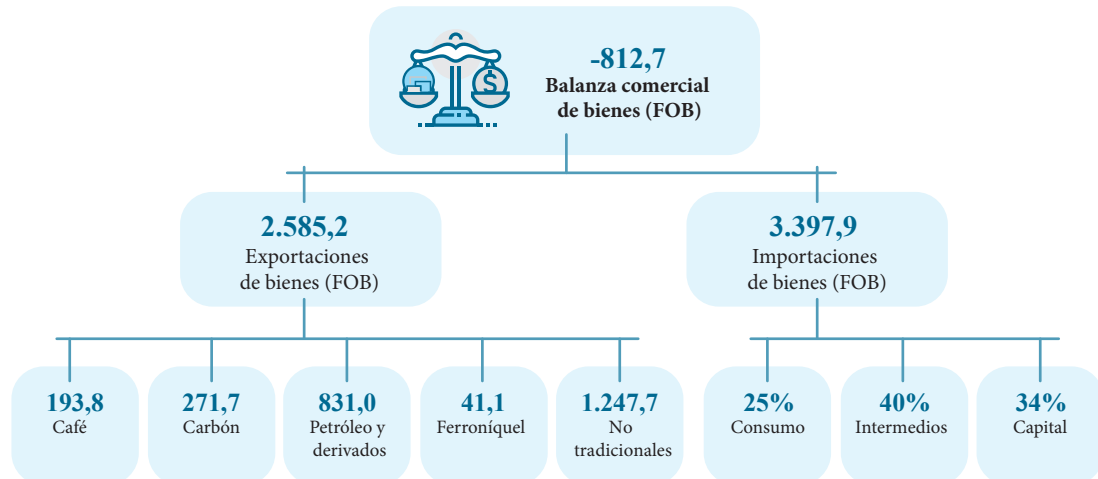 -812,7
Balanza comercial
de bienes (FOB)
$
2.585,2
Exportaciones
de bienes (FOB)
3.397,9
Importaciones
de bienes (FOB)
193,8
Café
271,7
Carbón
831,0
Petróleo y
derivados
41,1
Ferroníquel
1.247,7
No
tradicionales
25%
Consumo
40%
Intermedios
34%
Capital